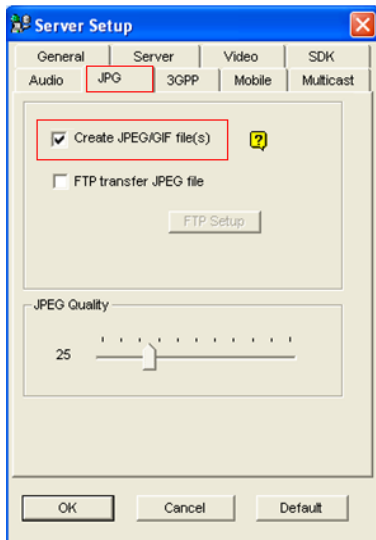 Server Setup
General Server Video SDK
Audio JPG 3GPP Mobile Multicast
Create JPEG/GIF file(s) ?
FTP transfer JPEG file
FTP Setup
JPEG Quality
25
OK Cancel Default